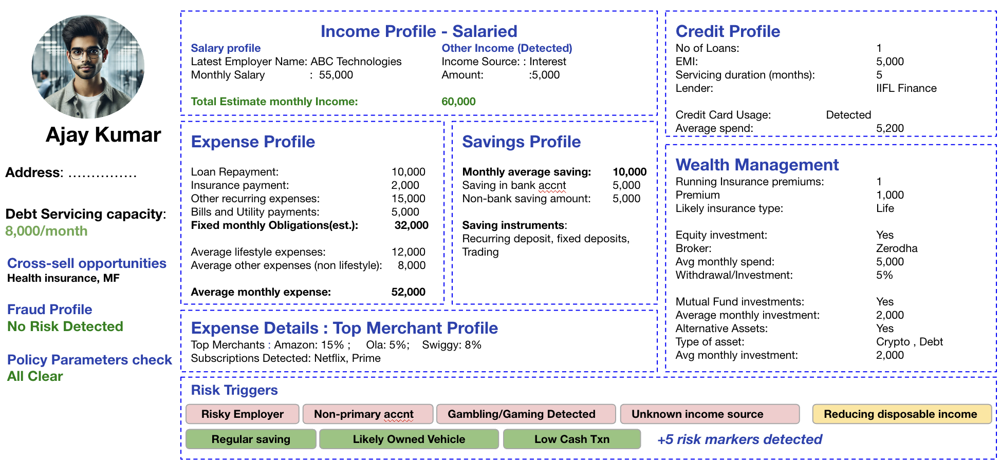 Ajay Kumar
Address: ...............
Debt Servicing capacity:
8,000/month
Cross-sell opportunities
Health insurance, MF
Fraud Profile
No Risk Detected
Policy Parameters check
All Clear
Income Profile - Salaried
Salary profile
Latest Employer Name: ABC Technologies
Monthly Salary : 55,000
Other Income (Detected)
Income Source: : Interest
Amount: :5,000
Total Estimate monthly Income: 60,000
Expense Profile
Loan Repayment: 10,000
Insurance payment: 2,000
Other recurring expenses: 15,000
Bills and Utility payments: 5,000
Fixed monthly Obligations(est.): 32,000
Average lifestyle expenses: 12,000
Average other expenses (non lifestyle): 8,000
Average monthly expense: 52,000
Savings Profile
Monthly average saving: 10,000
Saving in bank accnt 5,000
Non-bank saving amount: 5,000
Saving instruments:
Recurring deposit, fixed deposits,
Trading
Expense Details : Top Merchant Profile
Top Merchants : Amazon: 15% ; Ola: 5%; Swiggy: 8%
Subscriptions Detected: Netflix, Prime
Credit Profile
No of Loans: 1
EMI: 5,000
Servicing duration (months): 5
Lender: IIFL Finance
Credit Card Usage: Detected
Average spend: 5,200
Wealth Management
Running Insurance premiums: 1
Premium 1,000
Likely insurance type: Life
Equity investment: Yes
Broker: Zerodha
Avg monthly spend: 5,000
Withdrawal/Investment: 5%
Mutual Fund investments: Yes
Average monthly investment: 2,000
Alternative Assets: Yes
Type of asset: Crypto , Debt
Avg monthly investment: 2,000
Risk Triggers
Risky Employer
Non-primary accnt
Gambling/Gaming Detected
Unknown income source
Reducing disposable income
Regular saving
Likely Owned Vehicle
Low Cash Txn
+5 risk markers detected